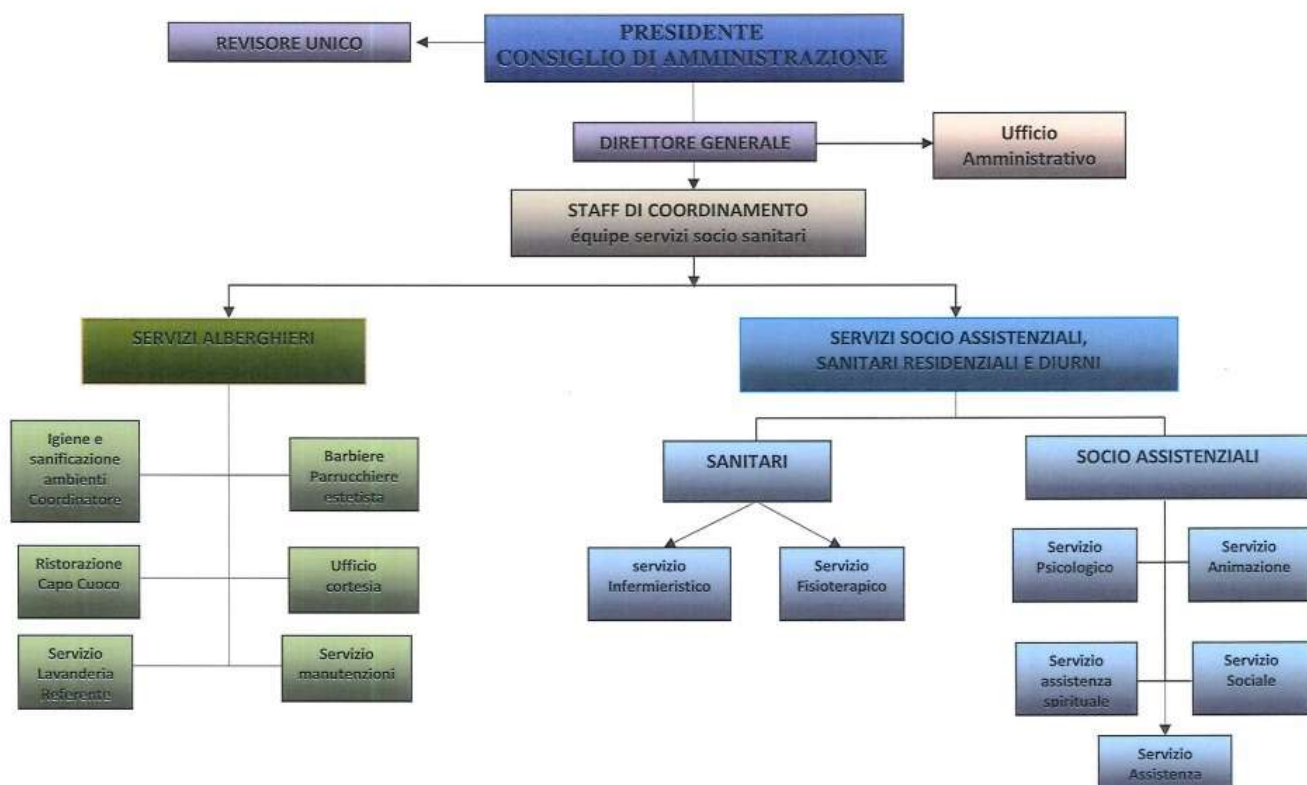 REVISORE UNICO
PRESIDENTE
CONSIGLIO DI AMMINISTRAZIONE
DIRETTORE GENERALE
Ufficio
Amministrativo
STAFF DI COORDINAMENTO
équipe servizi socio sanitari
SERVIZI ALBERGHIERI
SERVIZI SOCIO ASSISTENZIALI,
SANITARI RESIDENZIALI E DIURNI
Igiene e
sanificazione
ambienti
Coordinatore
Barbiere
Parrucchiere
estetista
Ristorazione
Capo Cuoco
Ufficio
cortesia
Servizio
Lavanderia
Referente
Servizio
manutenzioni
SANITARI
SOCIO ASSISTENZIALI
servizio
Infermieristico
Servizio
Fisioterapico
Servizio
Psicologico
Servizio
Animazione
Servizio
assistenza
spirituale
Servizio
Sociale
Servizio
Assistenza